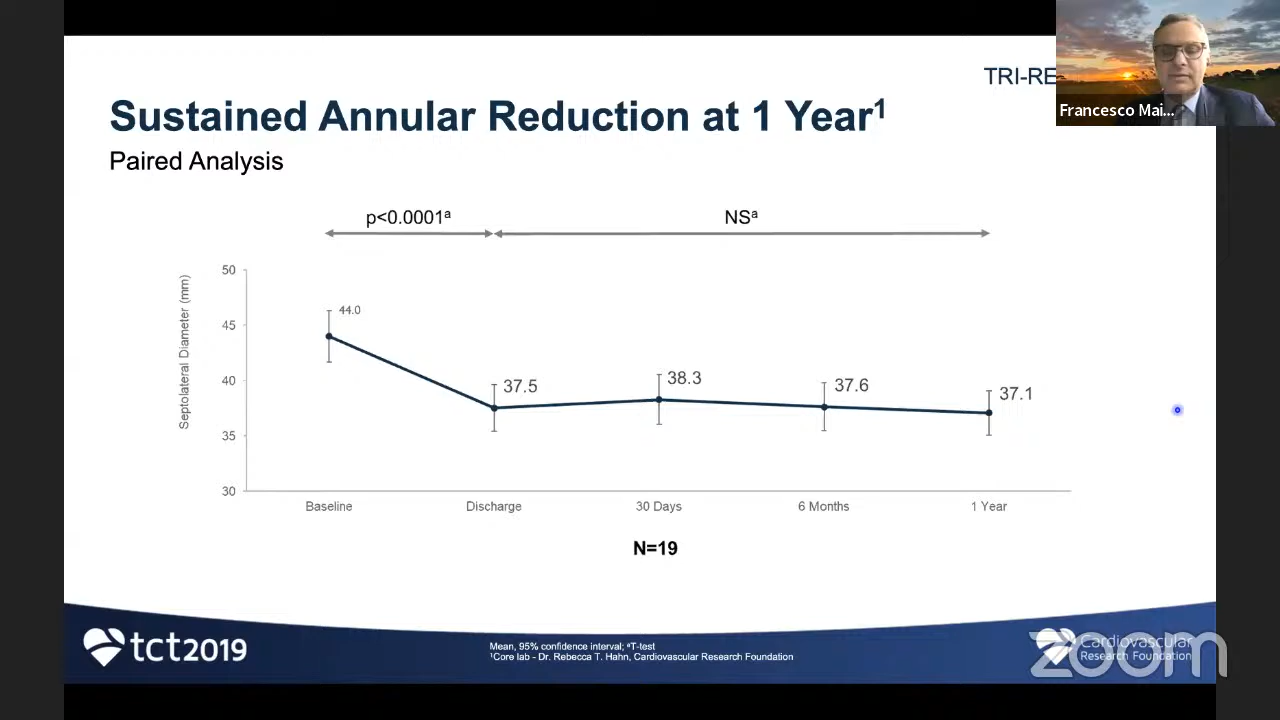 TRI-RE
Sustained Annular Reduction at 1 Year¹
Francesco Mai...
Paired Analysis
p<0.0001ᵃ
NSᵃ
Septolateral Diameter (mm)
50
45
40
35
30
44.0
37.5
38.3
37.6
37.1
Baseline
Discharge
30 Days
6 Months
1 Year
N=19
tct2019
Mean, 95% confidence interval; ᵃT-test
¹Core lab - Dr. Rebecca T. Hahn, Cardiovascular Research Foundation
Cardiovascular
Research Foundation
zoom